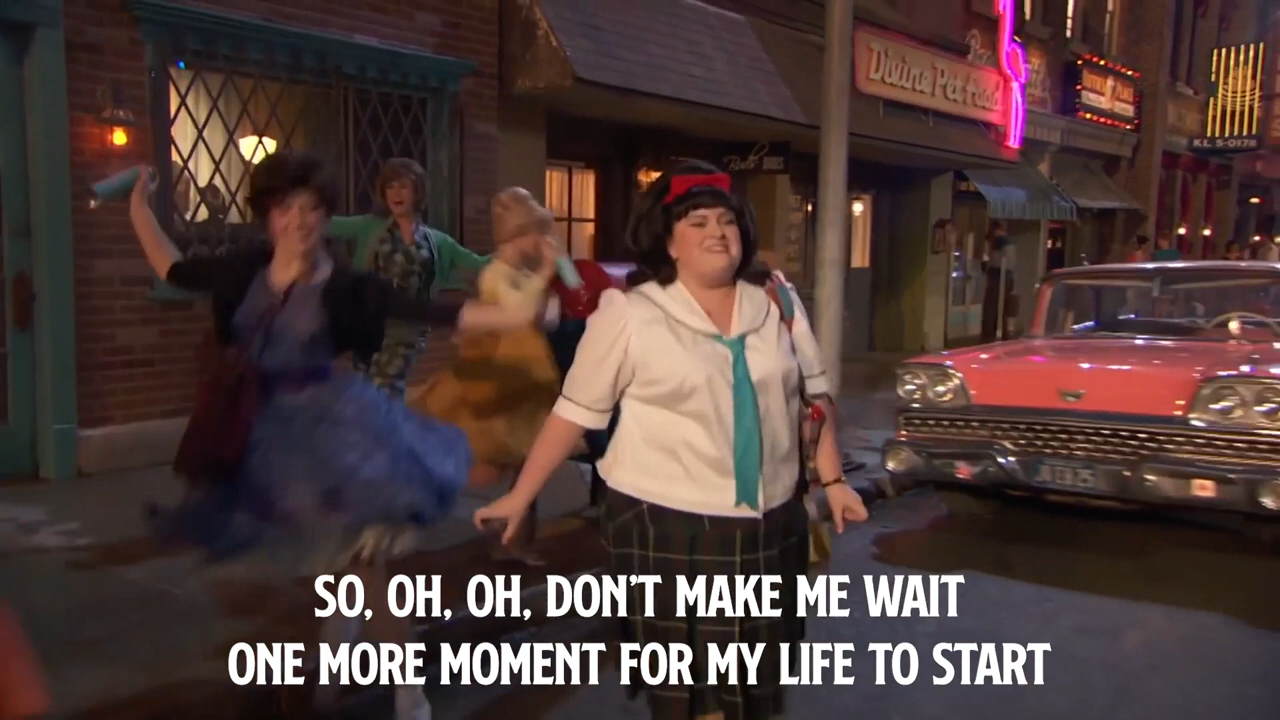 Divine Pet Food
KL 5-0178
SO, OH, OH, DON'T MAKE ME WAIT
ONE MORE MOMENT FOR MY LIFE TO START